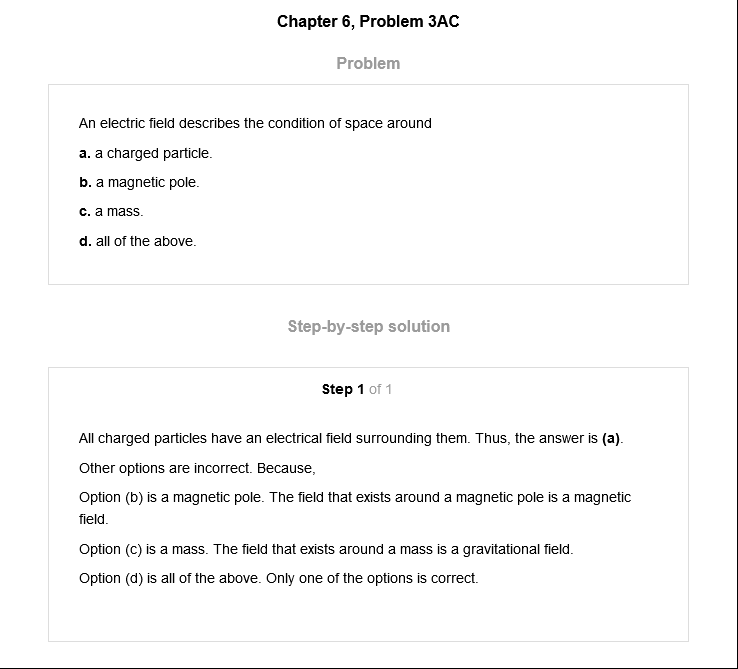 Chapter 6, Problem 3AC
Problem
An electric field describes the condition of space around
a. a charged particle.
b. a magnetic pole.
c. a mass.
d. all of the above.
Step-by-step solution
Step 1 of 1
All charged particles have an electrical field surrounding them. Thus, the answer is (a).
Other options are incorrect. Because,
Option (b) is a magnetic pole. The field that exists around a magnetic pole is a magnetic
field.
Option (c) is a mass. The field that exists around a mass is a gravitational field.
Option (d) is all of the above. Only one of the options is correct.